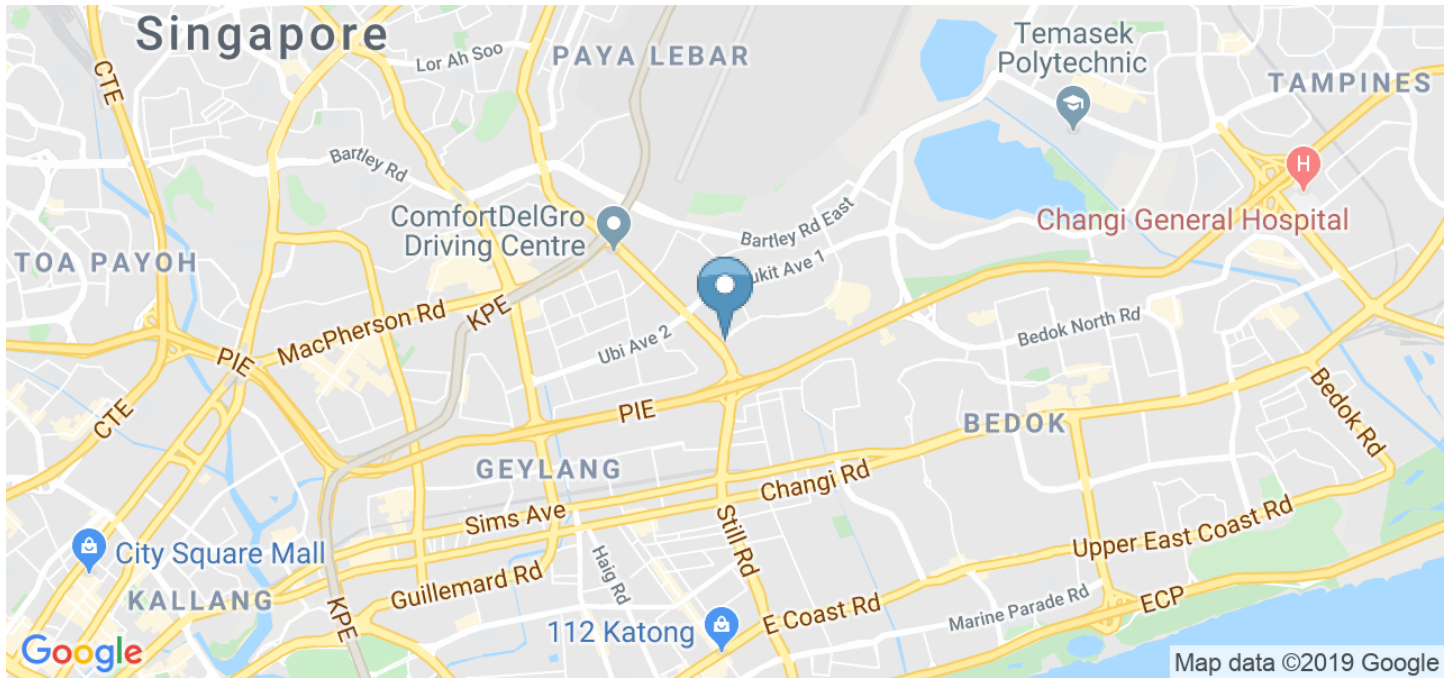 Singapore
CTE
Lor Ah Soo
PAYA LEBAR
Temasek
Polytechnic
TAMPINES
Bartley Rd
H
ComfortDelGro
Driving Centre
Bartley Rd East
Changi General Hospital
TOA PAYOH
ukit Ave 1
MacPherson Rd
KPE
Ubi Ave 2
Bedok North Rd
PIE
CTE
PIE
BEDOK
Bedok Rd
GEYLANG
Changi Rd
Sims Ave
Still Rd
Upper East Coast Rd
City Square Mall
Haig Rd
Guillemard Rd
KALLANG
KPE
112 Katong
E Coast Rd
Marine Parade Rd
ECP
Google
Map data ©2019 Google